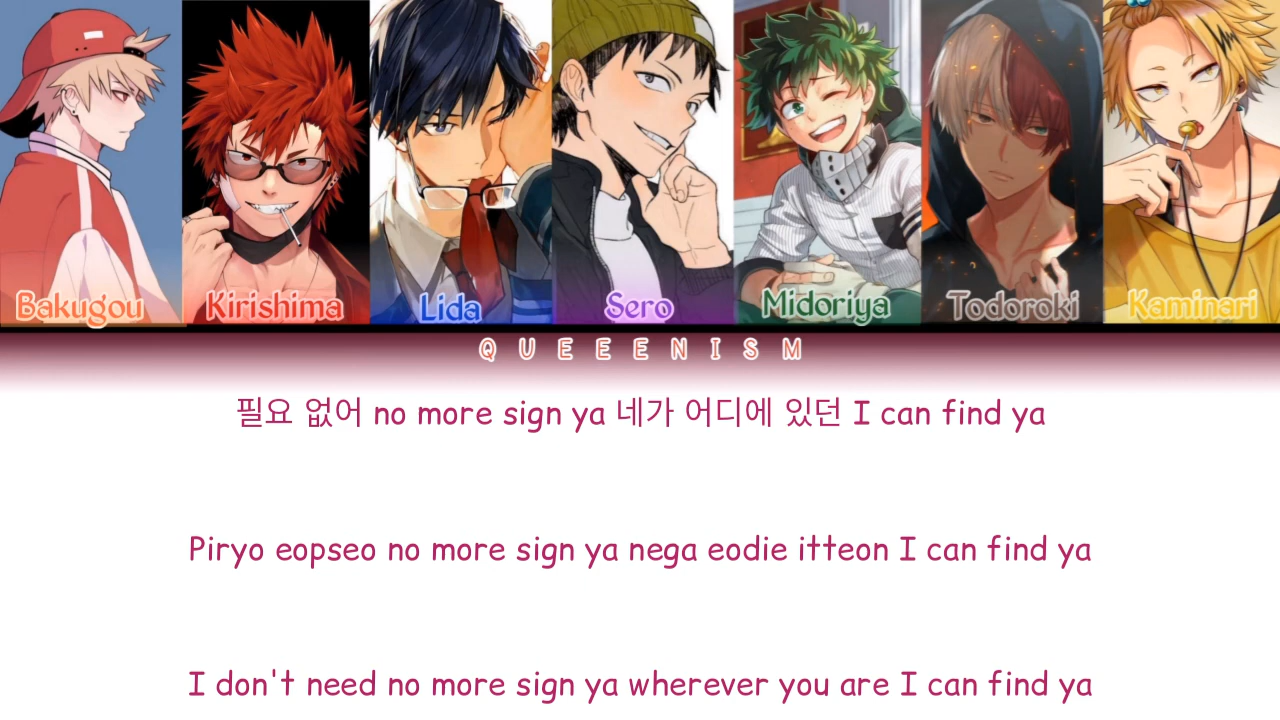 Bakugou Kirishima Lida Sero Midoriya Todoroki Kaminari
QUEEENISM
필요 없어 no more sign ya 네가 어디에 있던 I can find ya
Piryo eopseo no more sign ya nega eodie itteon I can find ya
I don't need no more sign ya wherever you are I can find ya